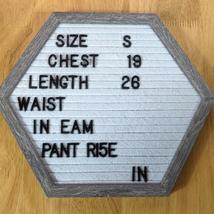 SIZE S
CHEST 19
LENGTH 26
WAIST
IN EAM
PANT RI5E
IN